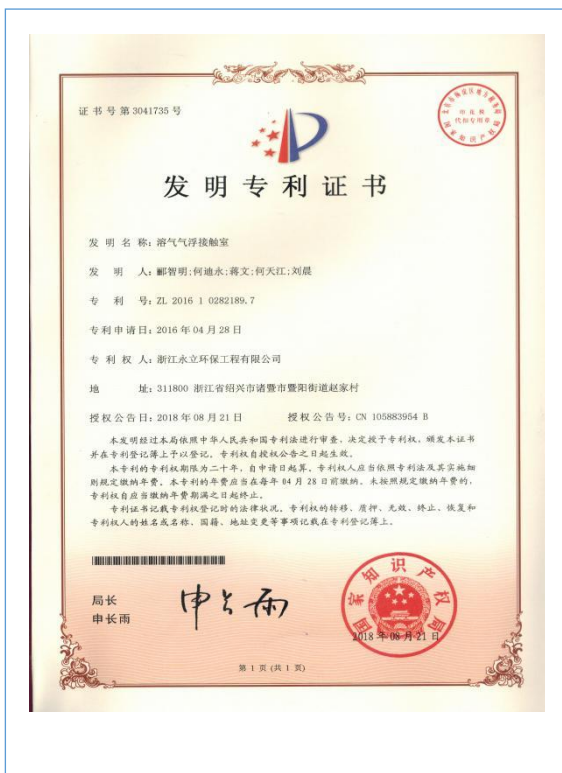 证书号第3041735号
发明专利证书
发 明 名 称：溶气气浮接触室
发 明 人：郦智明;何迪永;蒋文;何天江;刘晨
专 利 号：ZL 2016 1 0282189.7
专利申请日：2016年04月28日
专 利 权 人：浙江永立环保工程有限公司
地 址：311800 浙江省绍兴市诸暨市暨阳街道赵家村
授权公告日：2018年08月21日 授权公告号：CN 105883954 B
本发明经过本局依照中华人民共和国专利法进行审查，决定授予专利权，颁发本证书
并在专利登记簿上予以登记。专利权自授权公告之日起生效。
本专利的专利权期限为二十年，自申请日起算。专利权人应当依照专利法及其实施细
则规定缴纳年费。本专利的年费应当在每年04月28日前缴纳。未按照规定缴纳年费的，
专利权自应当缴纳年费期满之日起终止。
专利证书记载专利权登记时的法律状况。专利权的转移、质押、无效、终止、恢复和
专利权人的姓名或名称、国籍、地址变更等事项记载在专利登记簿上。
局长
申长雨
申长雨
国家知识产权局
2018年08月21日
第 1 页 (共 1 页)